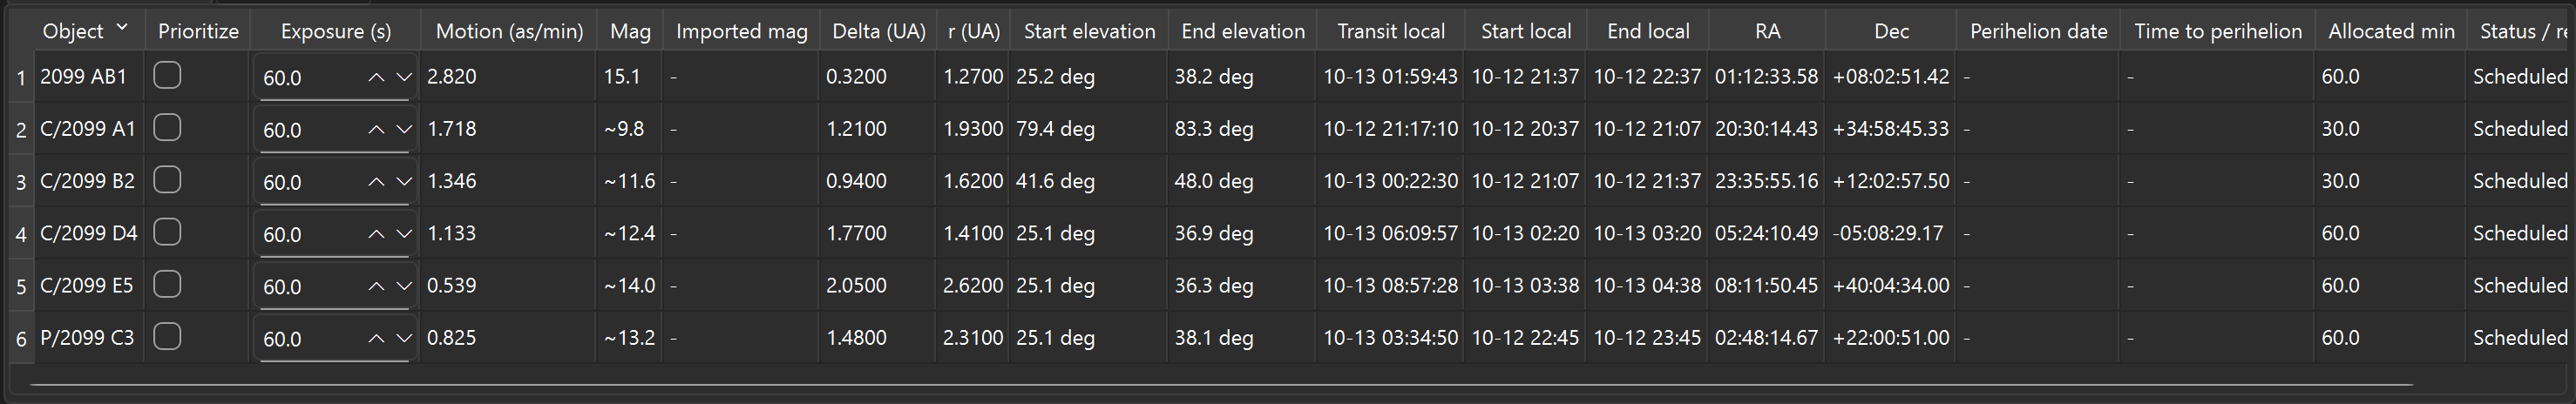 Object Prioritize Exposure (s) Motion (as/min) Mag Imported mag Delta (UA) r (UA) Start elevation End elevation Transit local Start local End local RA Dec Perihelion date Time to perihelion Allocated min Status /
1 2099 AB1 60.0 2.820 15.1 - 0.3200 1.2700 25.2 deg 38.2 deg 10-13 01:59:43 10-12 21:37 10-12 22:37 01:12:33.58 +08:02:51.42 - - 60.0 Scheduled
2 C/2099 A1 60.0 1.718 ~9.8 - 1.2100 1.9300 79.4 deg 83.3 deg 10-12 21:17:10 10-12 20:37 10-12 21:07 20:30:14.43 +34:58:45.33 - - 30.0 Scheduled
3 C/2099 B2 60.0 1.346 ~11.6 - 0.9400 1.6200 41.6 deg 48.0 deg 10-13 00:22:30 10-12 21:07 10-12 21:37 23:35:55.16 +12:02:57.50 - - 30.0 Scheduled
4 C/2099 D4 60.0 1.133 ~12.4 - 1.7700 1.4100 25.1 deg 36.9 deg 10-13 06:09:57 10-13 02:20 10-13 03:20 05:24:10.49 -05:08:29.17 - - 60.0 Scheduled
5 C/2099 E5 60.0 0.539 ~14.0 - 2.0500 2.6200 25.1 deg 36.3 deg 10-13 08:57:28 10-13 03:38 10-13 04:38 08:11:50.45 +40:04:34.00 - - 60.0 Scheduled
6 P/2099 C3 60.0 0.825 ~13.2 - 1.4800 2.3100 25.1 deg 38.1 deg 10-13 03:34:50 10-12 22:45 10-12 23:45 02:48:14.67 +22:00:51.00 - - 60.0 Scheduled